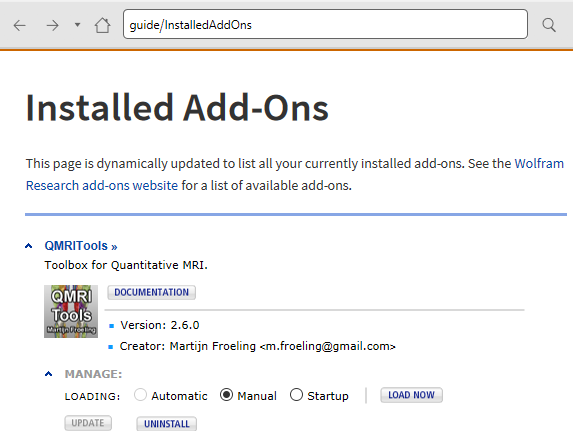 guide/InstalledAddOns
Installed Add-Ons
This page is dynamically updated to list all your currently installed add-ons. See the Wolfram
Research add-ons website for a list of available add-ons.
QMRITools »
Toolbox for Quantitative MRI.
QMRI
Tools
Martijn Froeling
DOCUMENTATION
Version: 2.6.0
Creator: Martijn Froeling <m.froeling@gmail.com>
MANAGE:
LOADING: Automatic Manual Startup LOAD NOW
UPDATE UNINSTALL